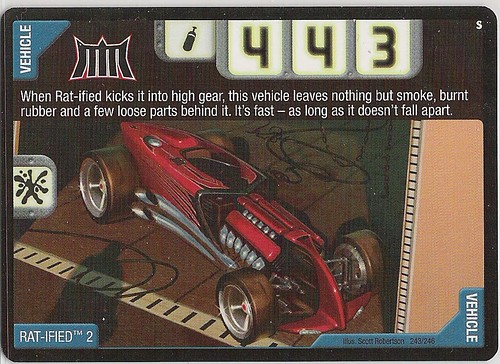 VEHICLE
4 4 3
S
When Rat-ified kicks it into high gear, this vehicle leaves nothing but smoke, burnt
rubber and a few loose parts behind it. It's fast – as long as it doesn't fall apart.
RAT-IFIED™ 2
Illus. Scott Robertson 243/246
VEHICLE